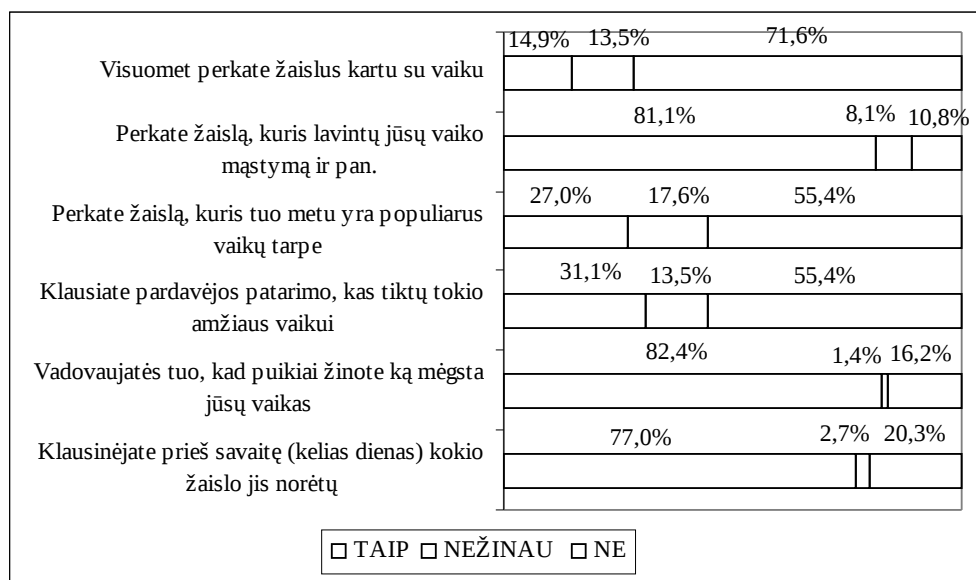 14,9% 13,5% 71,6%
Visuomet perkate žaislus kartu su vaiku
81,1% 8,1% 10,8%
Perkate žaislą, kuris lavintų jūsų vaiko
mąstymą ir pan.
27,0% 17,6% 55,4%
Perkate žaislą, kuris tuo metu yra populiarus
vaikų tarpe
31,1% 13,5% 55,4%
Klausiate pardavėjos patarimo, kas tiktų tokio
amžiaus vaikui
82,4% 1,4% 16,2%
Vadovaujatės tuo, kad puikiai žinote ką mėgsta
jūsų vaikas
77,0% 2,7% 20,3%
Klausinėjate prieš savaitę (kelias dienas) kokio
žaislo jis norėtų
TAIP NEŽINAU NE